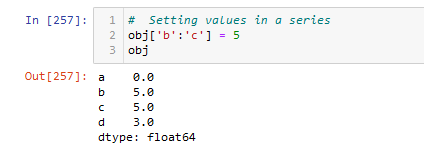 In [257]: 1 #  Setting values in a series
2 obj['b':'c'] = 5
3 obj
Out[257]: a    0.0
b    5.0
c    5.0
d    3.0
dtype: float64